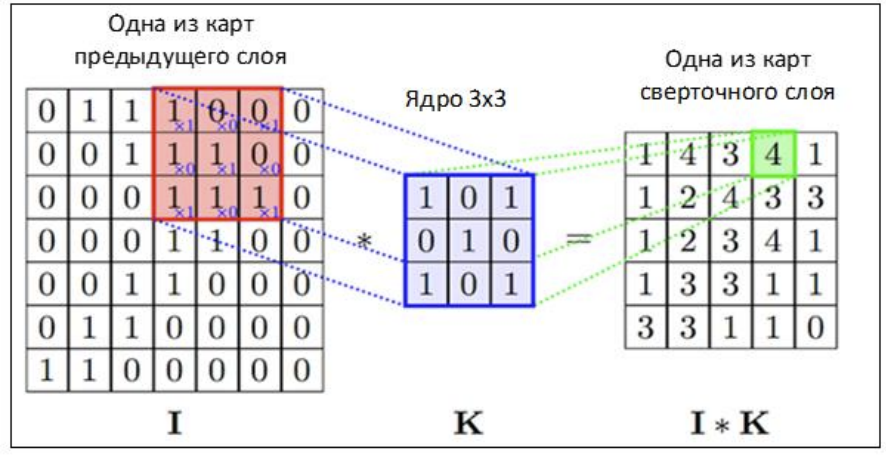 Одна из карт
предыдущего слоя
Одна из карт
сверточного слоя
Ядро 3x3
0 1 1 1 0 0 0
×1 ×0 ×1
0 0 1 1 1 0 0
×0 ×1 ×0
0 0 0 1 1 1 0
×1 ×0 ×1
0 0 0 1 1 0 0
0 0 1 1 0 0 0
0 1 1 0 0 0 0
1 1 0 0 0 0 0
I
*
1 0 1
0 1 0
1 0 1
K
=
1 4 3 4 1
1 2 4 3 3
1 2 3 4 1
1 3 3 1 1
3 3 1 1 0
I * K